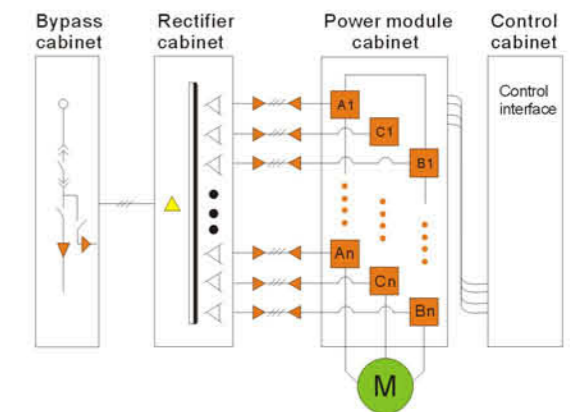 Bypass cabinet
Rectifier cabinet
Power module cabinet
Control cabinet
Control interface
A1
C1
B1
An
Cn
Bn
M